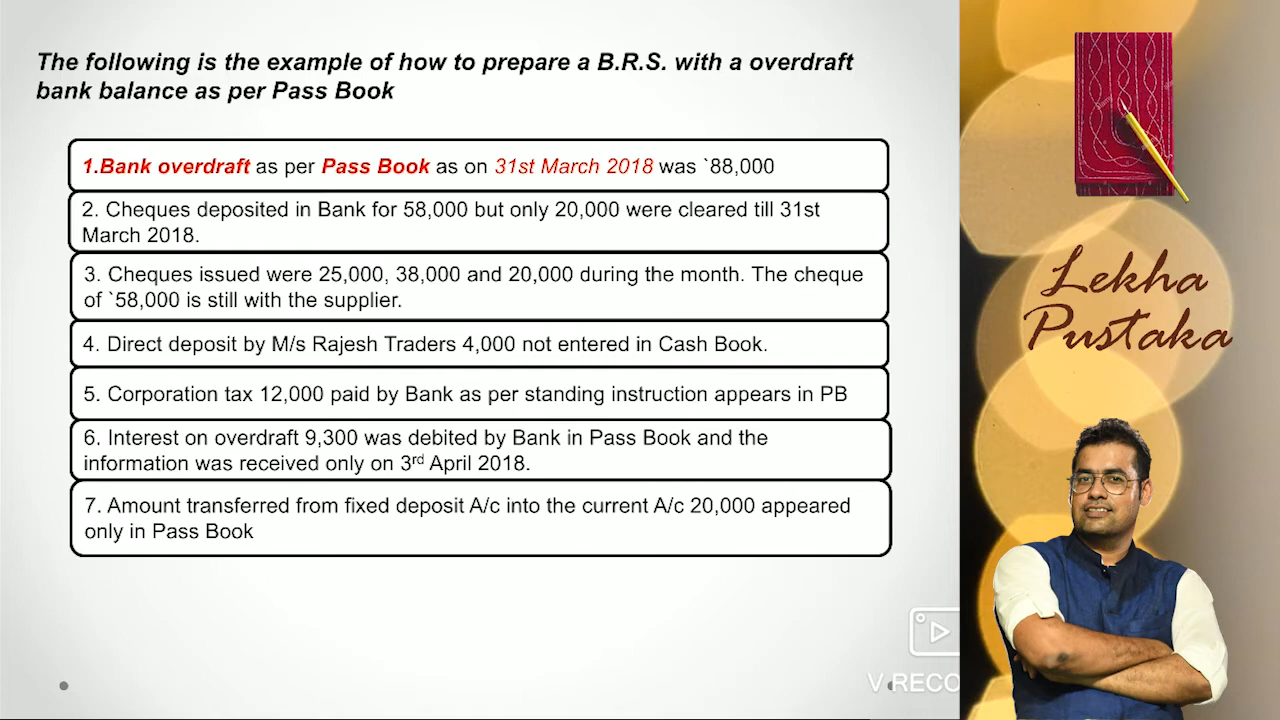 The following is the example of how to prepare a B.R.S. with a overdraft
bank balance as per Pass Book
1.Bank overdraft as per Pass Book as on 31st March 2018 was `88,000
2. Cheques deposited in Bank for 58,000 but only 20,000 were cleared till 31st
March 2018.
3. Cheques issued were 25,000, 38,000 and 20,000 during the month. The cheque
of `58,000 is still with the supplier.
4. Direct deposit by M/s Rajesh Traders 4,000 not entered in Cash Book.
5. Corporation tax 12,000 paid by Bank as per standing instruction appears in PB
6. Interest on overdraft 9,300 was debited by Bank in Pass Book and the
information was received only on 3rd April 2018.
7. Amount transferred from fixed deposit A/c into the current A/c 20,000 appeared
only in Pass Book
Lekha
Pustaka
V RECO